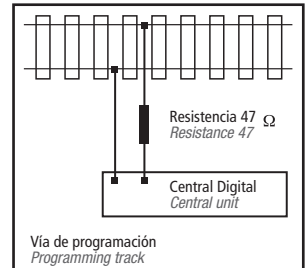 Resistencia 47 Ω
Resistance 47
Central Digital
Central unit
Vía de programación
Programming track